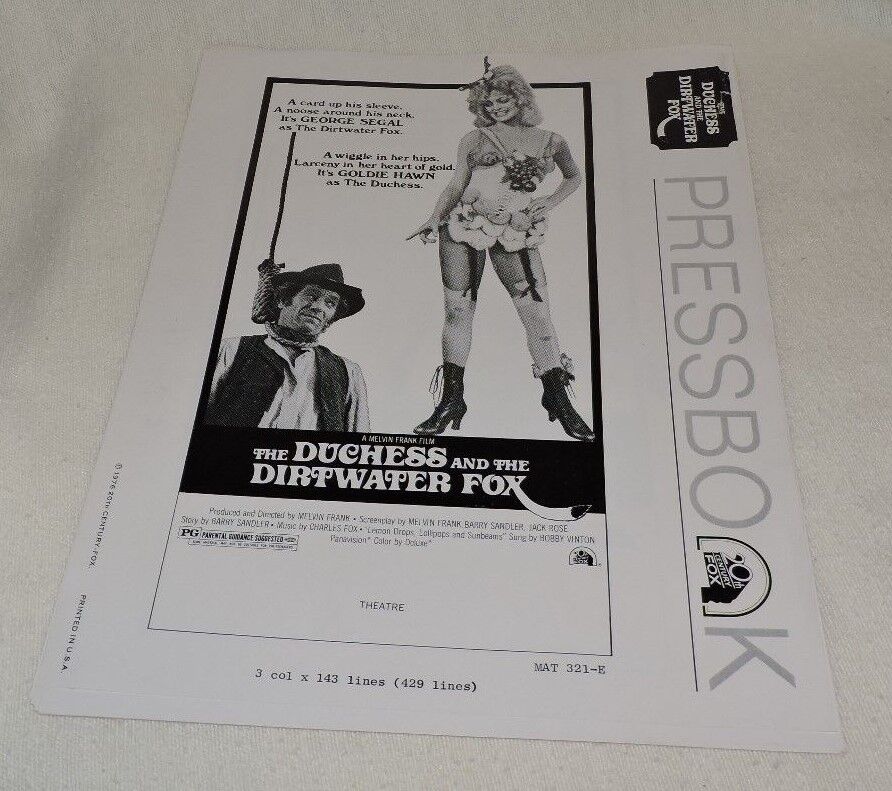 A card up his sleeve.
A noose around his neck.
It's GEORGE SEGAL
as The Dirtwater Fox.
A wiggle in her hips.
Larceny in her heart of gold.
It's GOLDIE HAWN
as The Duchess.
A MELVIN FRANK FILM
THE DUCHESS AND THE
DIRTWATER FOX
Produced and Directed by MELVIN FRANK • Screenplay by MELVIN FRANK, BARRY SANDLER, JACK ROSE
Story by BARRY SANDLER • Music by CHARLES FOX • "Lemon Drops, Lollipops and Sunbeams" Sung by BOBBY VINTON
PG PARENTAL GUIDANCE SUGGESTED
Panavision® Color by DeLuxe®
THEATRE
MAT 321-E
3 col x 143 lines (429 lines)
© 1976 20TH CENTURY-FOX.
PRINTED IN U.S.A.
THE
DUCHESS
AND THE
DIRTWATER
FOX
PRESSBOOK
20th
CENTURY
FOX